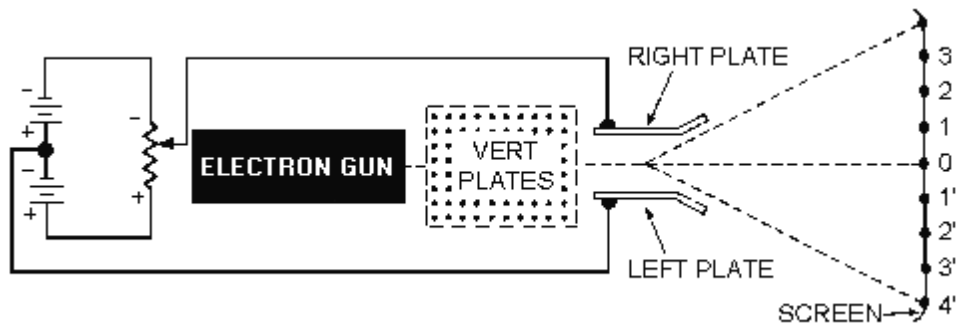 RIGHT PLATE
ELECTRON GUN
VERT
PLATES
LEFT PLATE
SCREEN
3
2
1
0
1'
2'
3'
4'
-
+
-
+
-
+